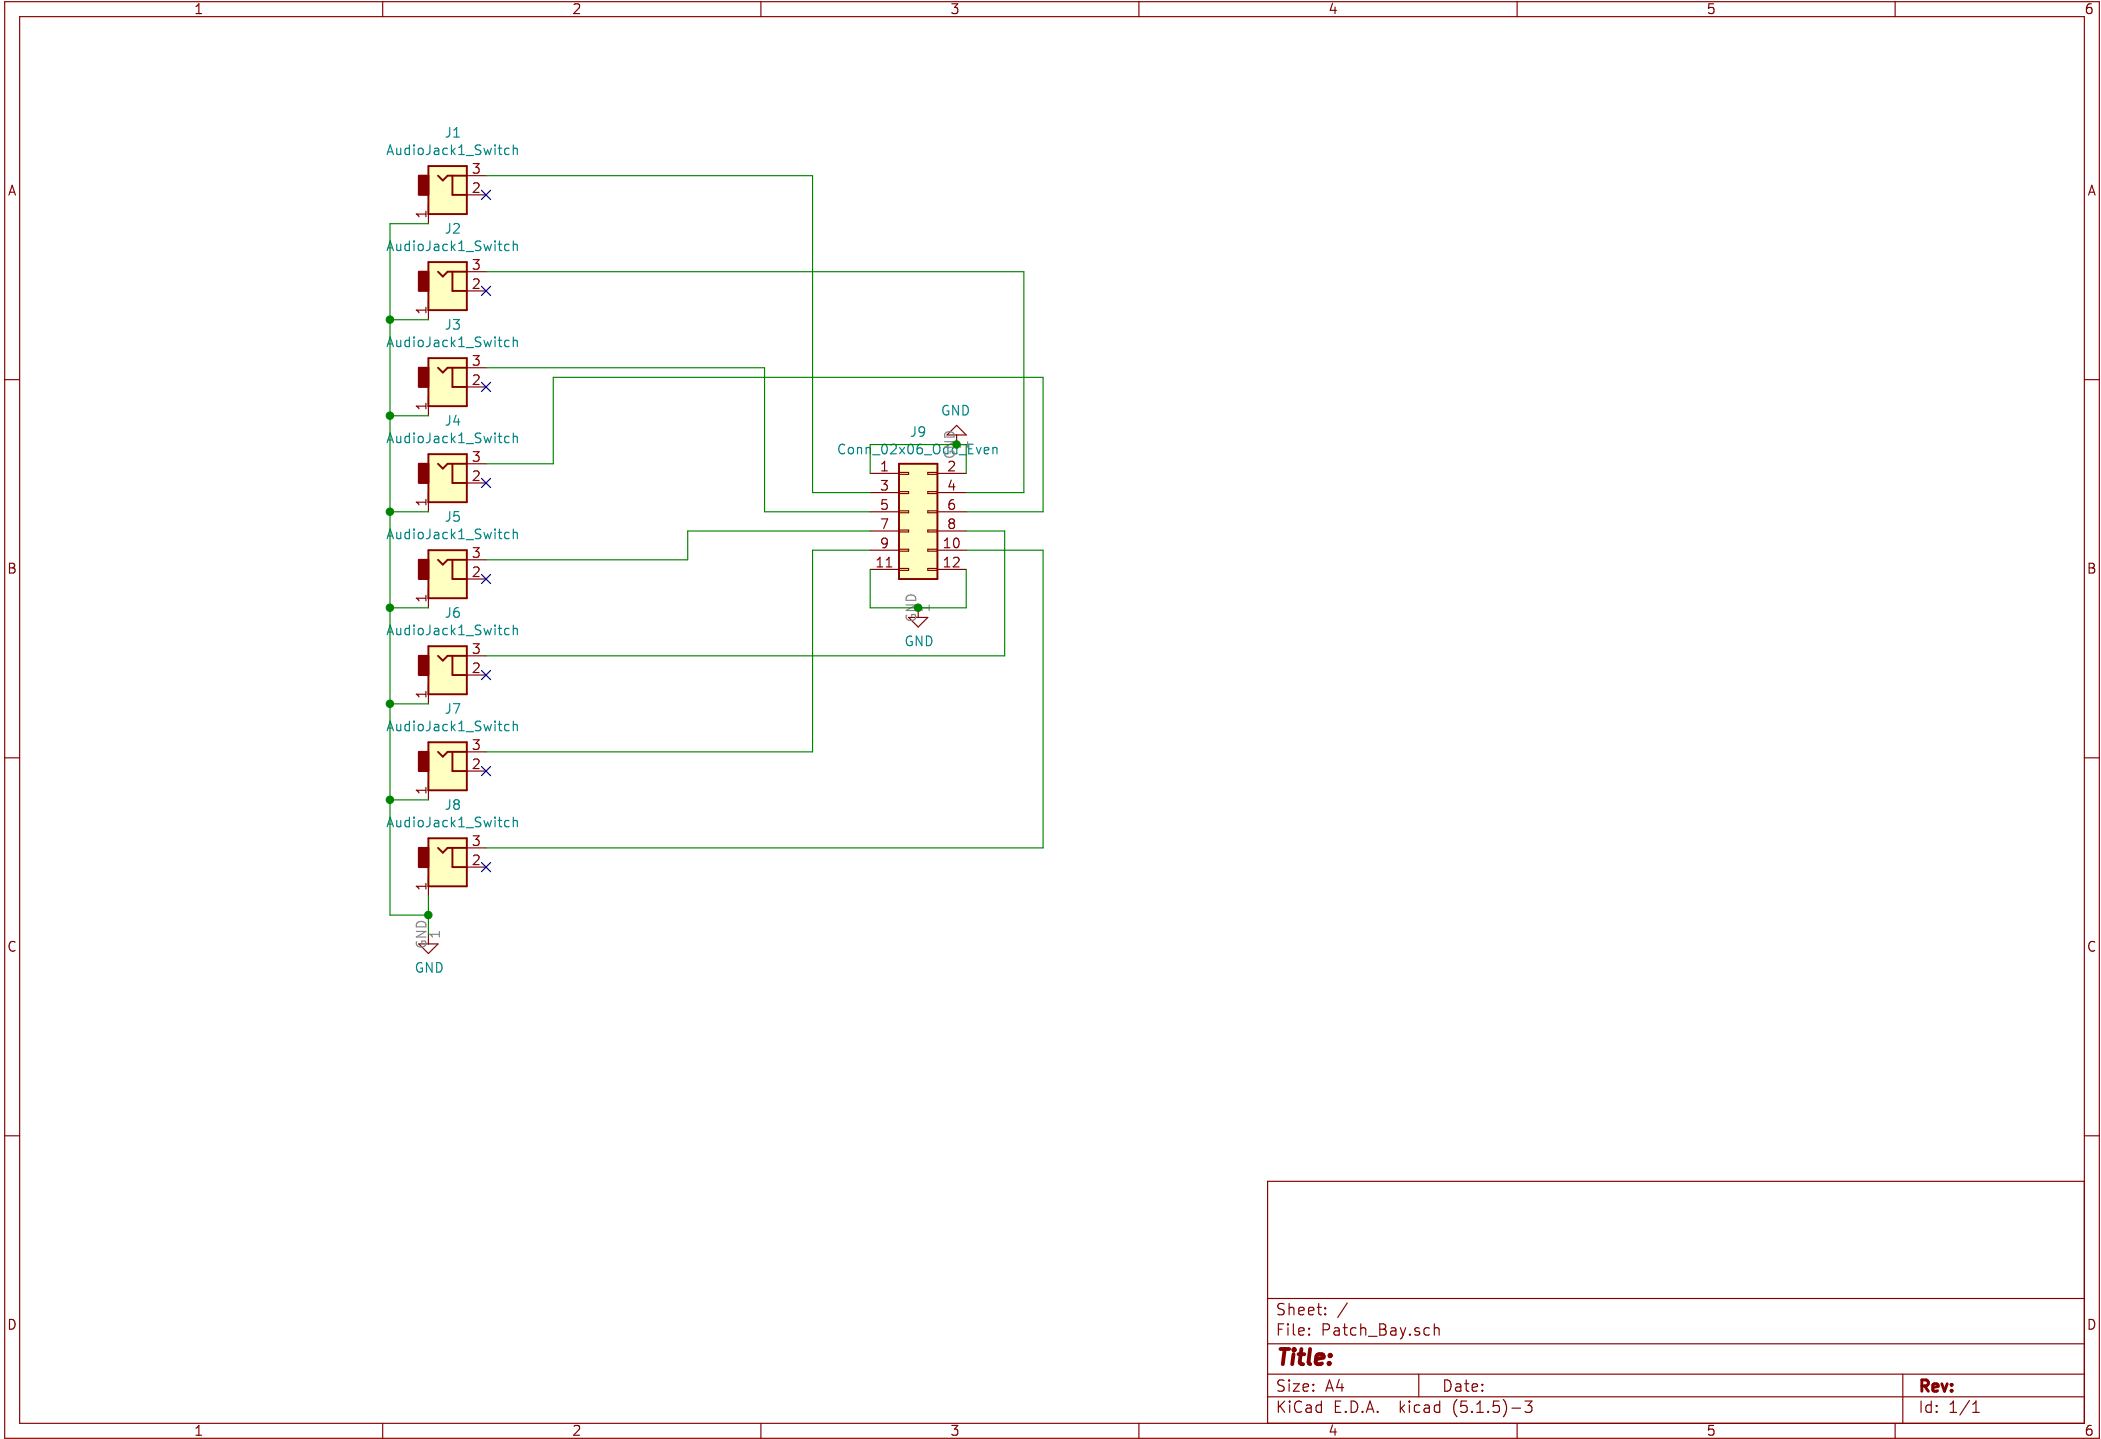 1 2 3 4 5 6
A A
B B
C C
D D
J1
AudioJack1_Switch
3
2
1
J2
AudioJack1_Switch
3
2
1
J3
AudioJack1_Switch
3
2
1
J4
AudioJack1_Switch
3
2
1
J5
AudioJack1_Switch
3
2
1
J6
AudioJack1_Switch
3
2
1
J7
AudioJack1_Switch
3
2
1
J8
AudioJack1_Switch
3
2
1
GND
1
GND
GND
GND
1
J9
Conn_02x06_Odd_Even
1 2
3 4
5 6
7 8
9 10
11 12
GND
1
GND
Sheet: /
File: Patch_Bay.sch
Title:
Size: A4 Date: Rev:
KiCad E.D.A. kicad (5.1.5)-3 Id: 1/1
1 2 3 4 5 6